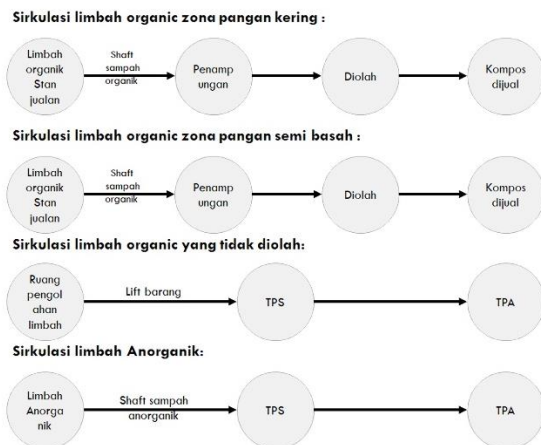 Sirkulasi limbah organic zona pangan kering :
Limbah
organik
Stan
jualan
Shaft
sampah
organik
Penamp
ungan
Diolah
Kompos
dijual
Sirkulasi limbah organic zona pangan semi basah :
Limbah
organik
Stan
jualan
Shaft
sampah
organik
Penamp
ungan
Diolah
Kompos
dijual
Sirkulasi limbah organic yang tidak diolah:
Ruang
pengol
ahan
limbah
Lift barang
TPS
TPA
Sirkulasi limbah Anorganik:
Limbah
Anorga
nik
Shaft sampah
anorganik
TPS
TPA